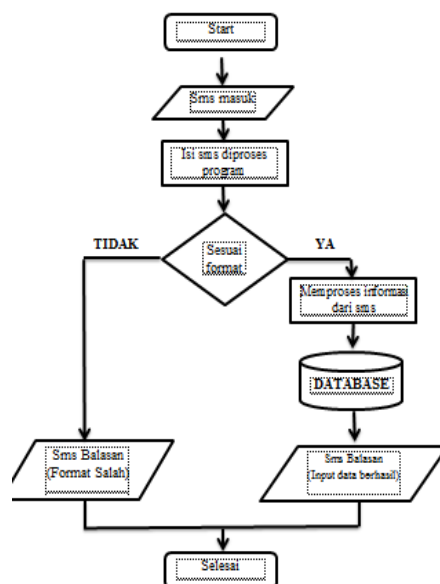 Start
Sms masuk
Isi sms diproses
program
TIDAK
Sesuai
format
YA
Memproses informasi
dari sms
DATABASE
Sms Balasan
(Format Salah)
Sms Balasan
(Input data berhasil)
Selesai